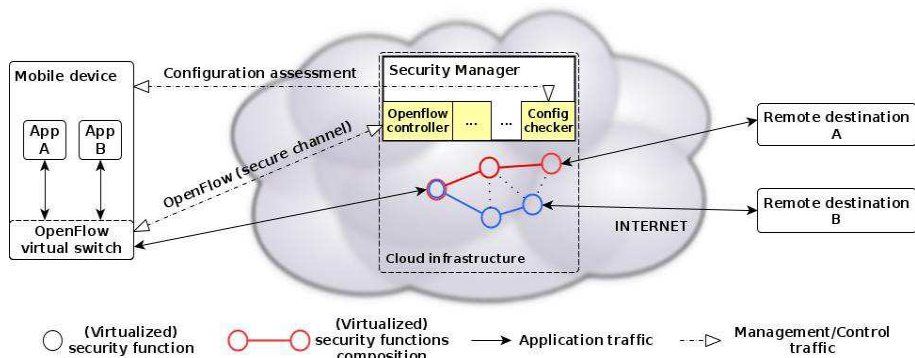 Mobile device
Configuration assessment
Security Manager
Openflow
controller
...
...
Config
checker
App
A
App
B
OpenFlow (secure channel)
Remote destination
A
Remote destination
B
OpenFlow
virtual switch
INTERNET
Cloud infrastructure
(Virtualized)
security function
(Virtualized)
security functions
composition
Application traffic
Management/Control
traffic